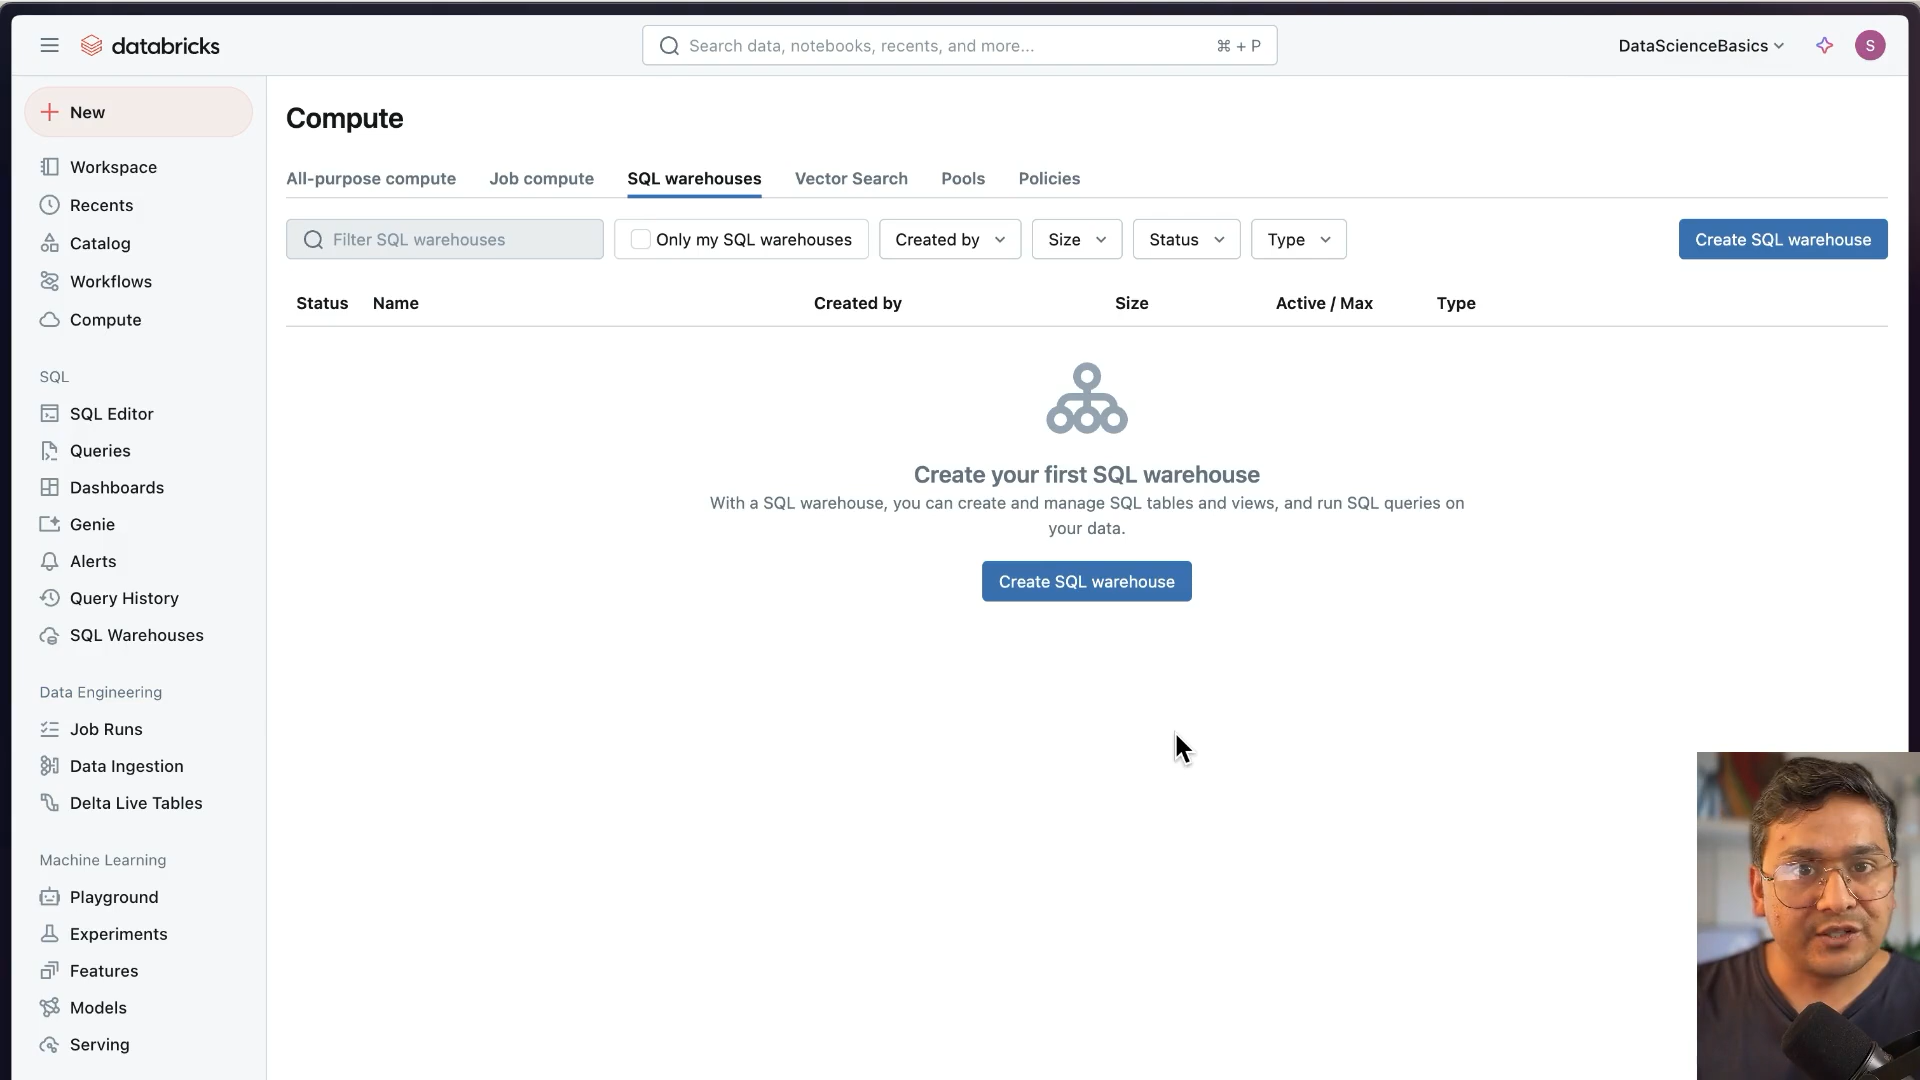 databricks
Search data, notebooks, recents, and more...
⌘ + P
DataScienceBasics
S
New
Workspace
Recents
Catalog
Workflows
Compute
SQL
SQL Editor
Queries
Dashboards
Genie
Alerts
Query History
SQL Warehouses
Data Engineering
Job Runs
Data Ingestion
Delta Live Tables
Machine Learning
Playground
Experiments
Features
Models
Serving
Compute
All-purpose compute
Job compute
SQL warehouses
Vector Search
Pools
Policies
Filter SQL warehouses
Only my SQL warehouses
Created by
Size
Status
Type
Create SQL warehouse
Status
Name
Created by
Size
Active / Max
Type
Create your first SQL warehouse
With a SQL warehouse, you can create and manage SQL tables and views, and run SQL queries on
your data.
Create SQL warehouse